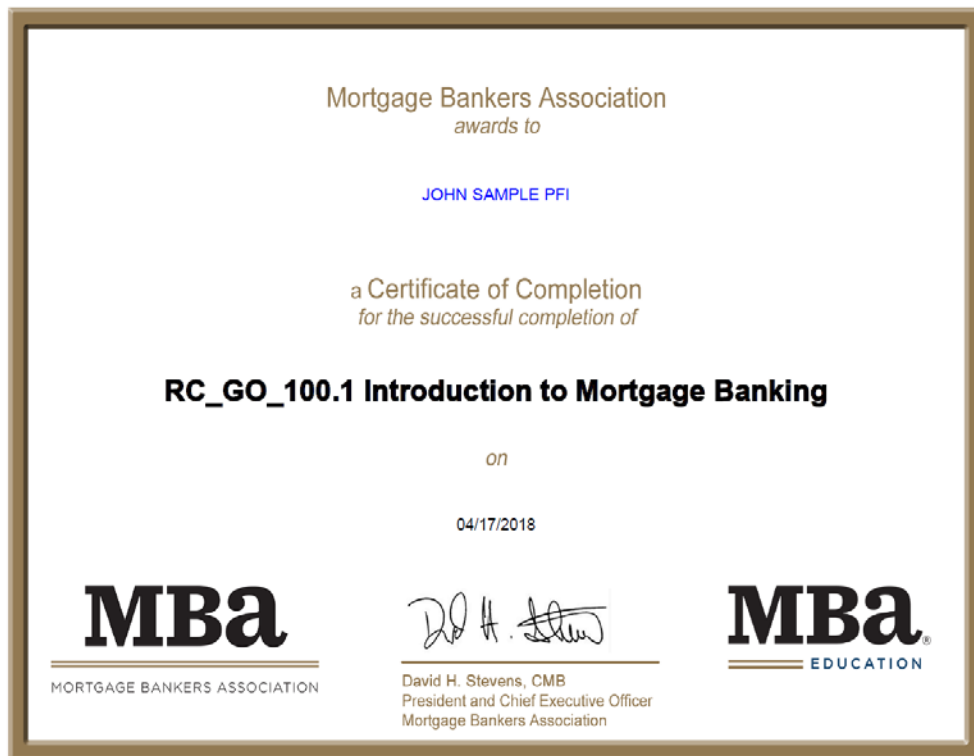 Mortgage Bankers Association
awards to
JOHN SAMPLE PFI
a Certificate of Completion
for the successful completion of
RC_GO_100.1 Introduction to Mortgage Banking
on
04/17/2018
MBa
MORTGAGE BANKERS ASSOCIATION
David H. Stevens
David H. Stevens, CMB
President and Chief Executive Officer
Mortgage Bankers Association
MBa®
EDUCATION